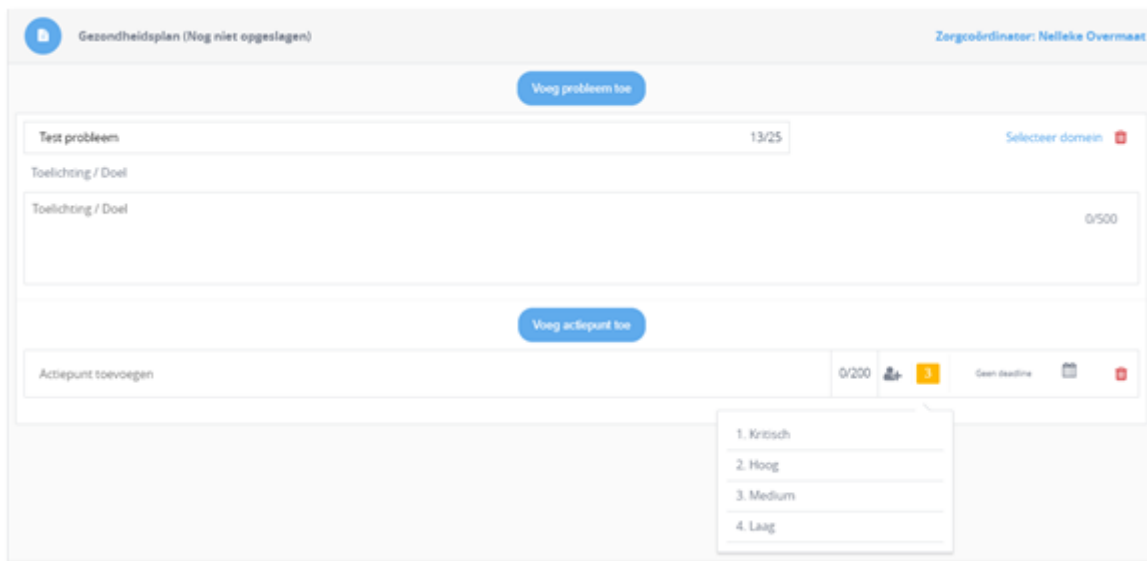 Gezondheidsplan (Nog niet opgeslagen)
Zorgcoördinator: Nelleke Overmaat
Voeg probleem toe
Test probleem 13/25
Selecteer domein
Toelichting / Doel
Toelichting / Doel
0/500
Voeg actiepunt toe
Actiepunt toevoegen 0/200 3 Geen deadline
1. Kritisch
2. Hoog
3. Medium
4. Laag